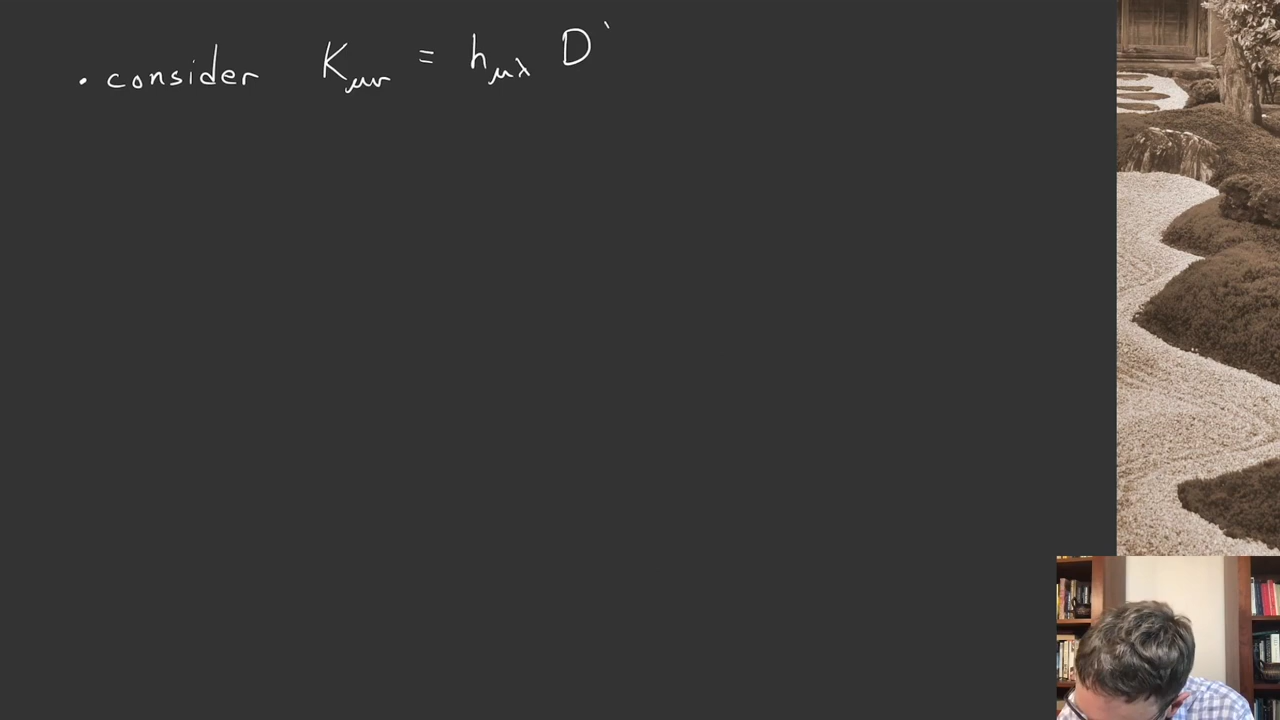 • consider K_μν = h_μλ D`